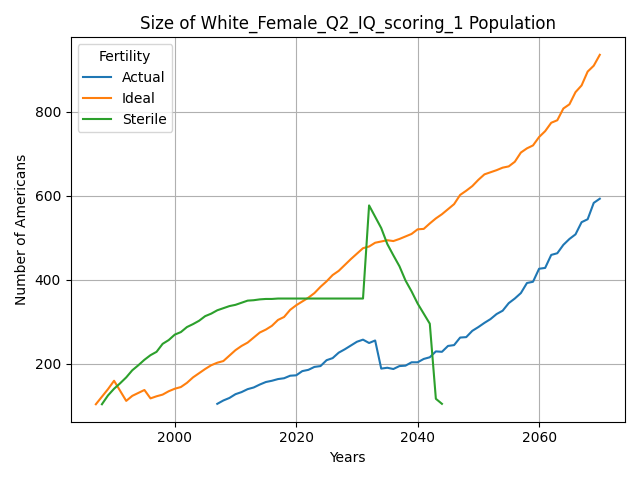 Size of White_Female_Q2_IQ_scoring_1 Population
Fertility
Actual
Ideal
Sterile
Number of Americans
800
600
400
200
2000
2020
2040
2060
Years